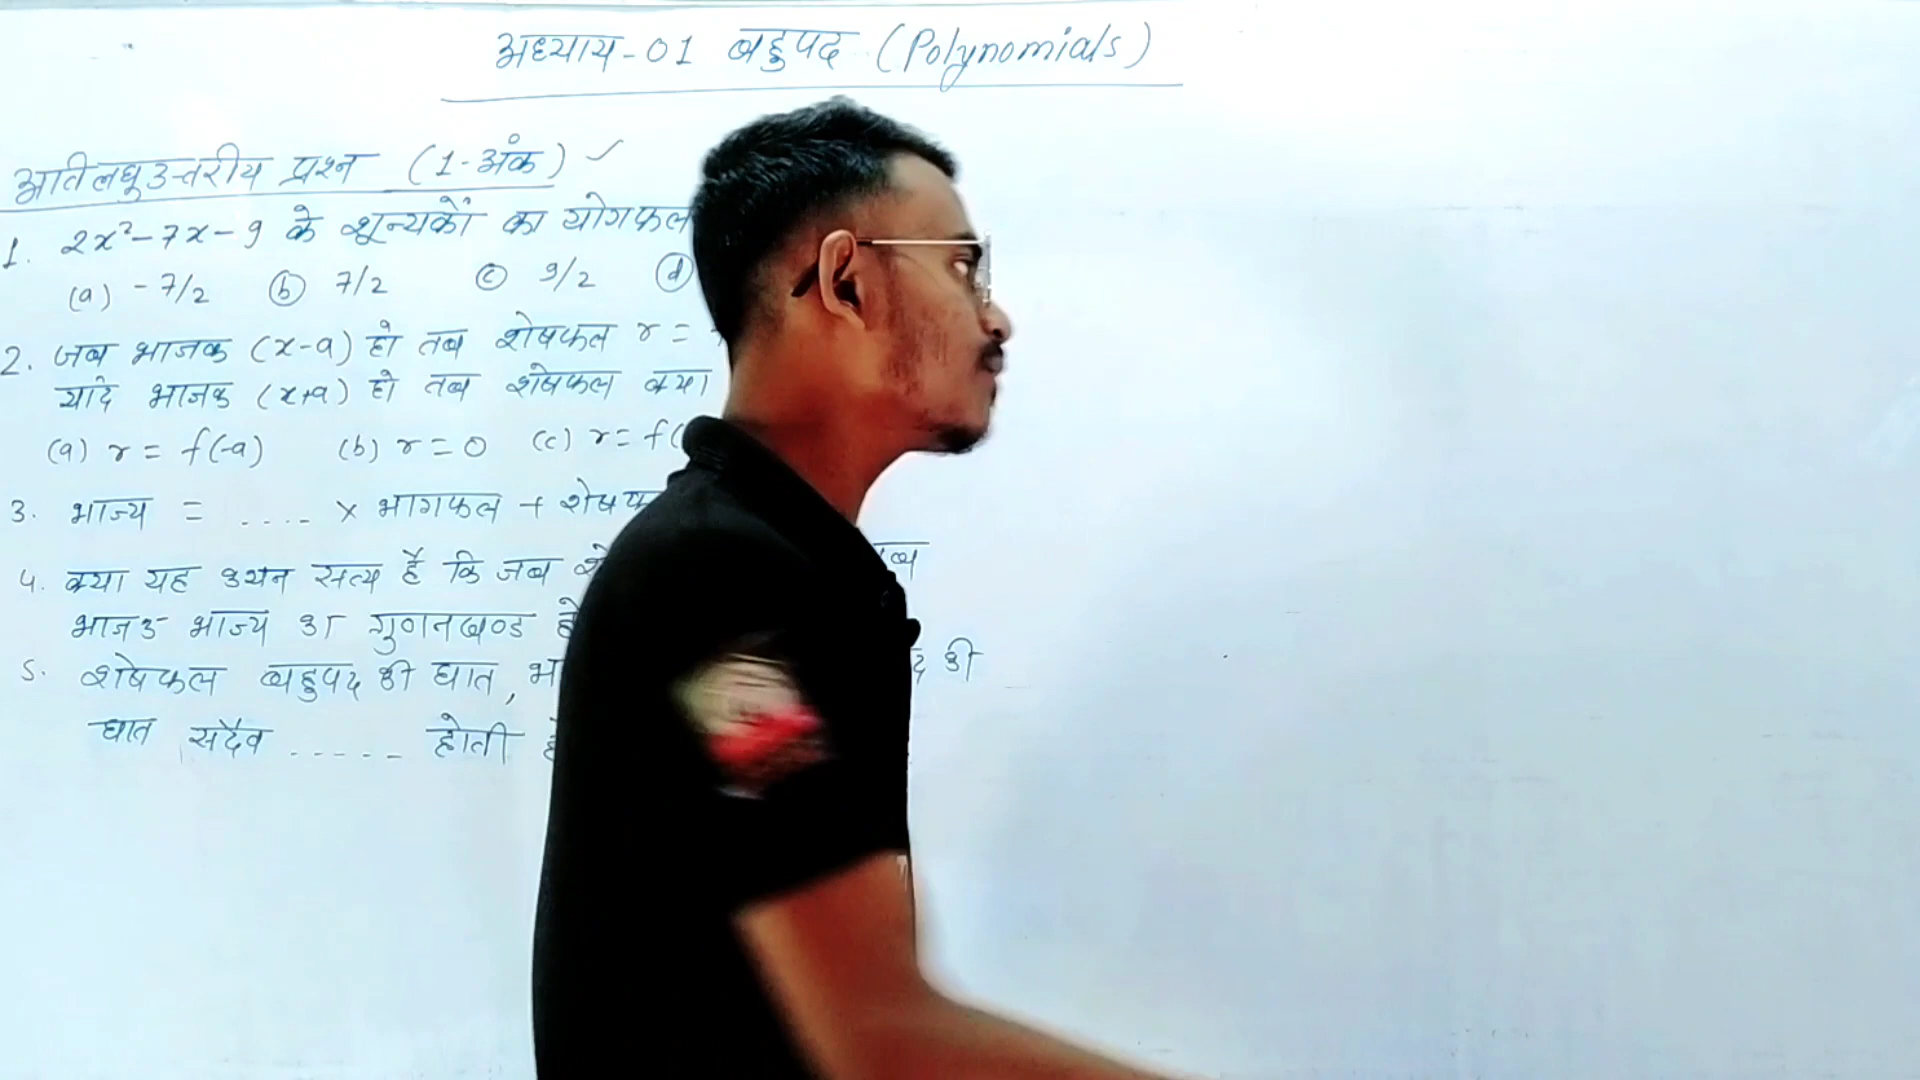 अध्याय-01 बहुपद (Polynomials)
अतिलघुउत्तरीय प्रश्न (1-अंक) ✓
1. 2x²-7x-9 के शून्यकों का योगफल
(a) -7/2 (b) 7/2 (c) 9/2 (d)
2. जब भाजक (x-a) हो तब शेषफल r =
यदि भाजक (x+a) हो तब शेषफल क्या
(a) r = f(-a) (b) r = 0 (c) r = f(
3. भाज्य = .... x भागफल + शेषफ
4. क्या यह कथन सत्य है कि जब
भाजक भाज्य का गुणनखण्ड
5. शेषफल बहुपद की घात, की
घात सदैव ..... होती